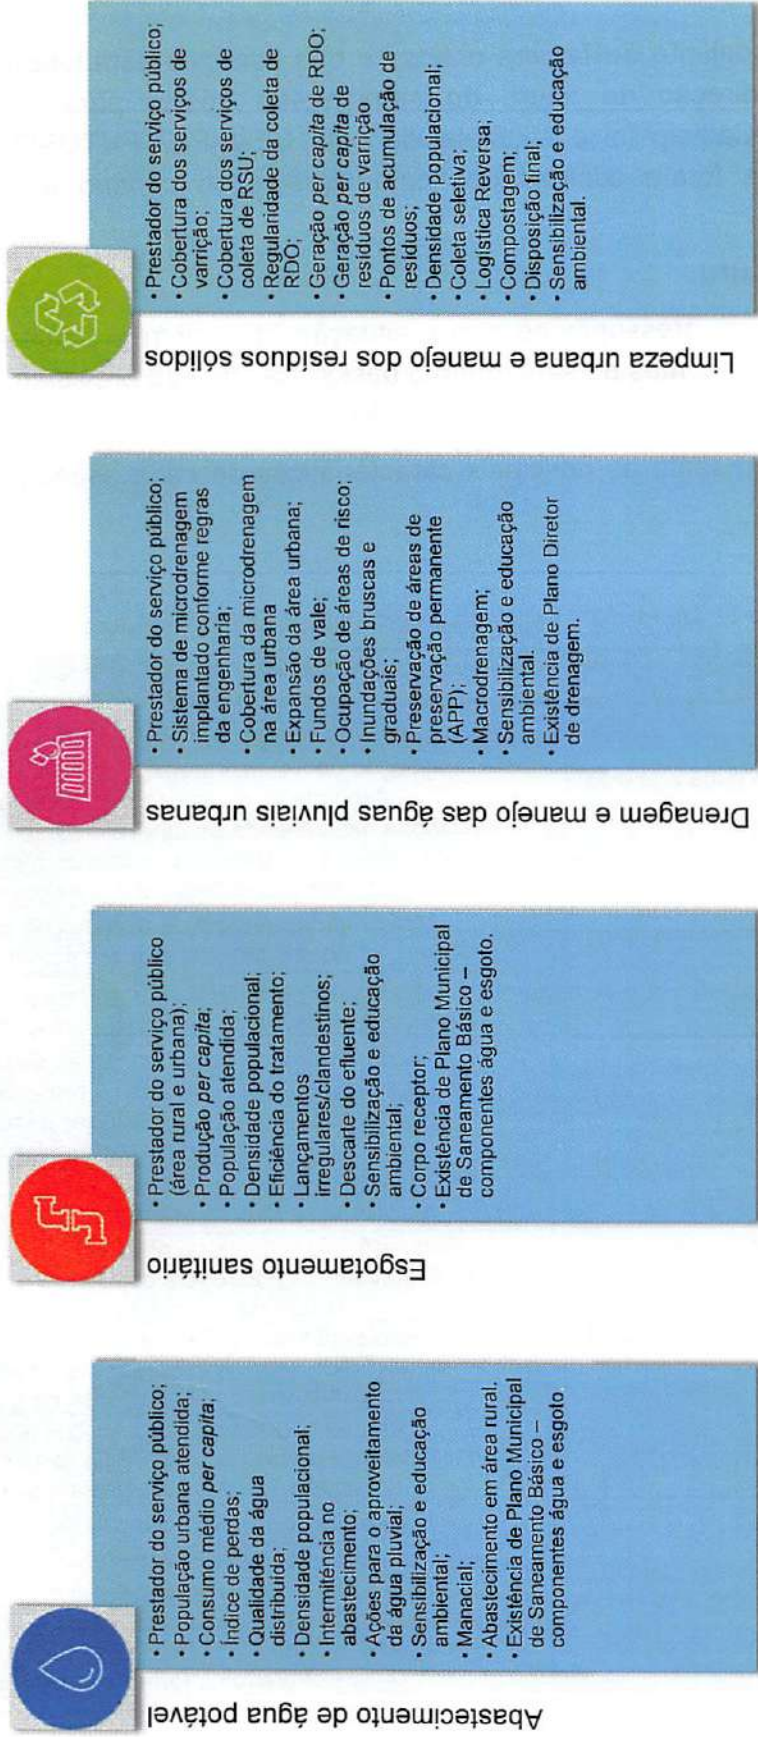 Abastecimento de água potável
• Prestador do serviço público;
• População urbana atendida;
• Consumo médio per capita;
• Índice de perdas;
• Qualidade da água
distribuída;
• Densidade populacional;
• Intermitência no
abastecimento;
• Ações para o aproveitamento
da água pluvial;
• Sensibilização e educação
ambiental;
• Manacial;
• Abastecimento em área rural.
• Existência de Plano Municipal
de Saneamento Básico –
componentes água e esgoto.
Esgotamento sanitário
• Prestador do serviço público
(área rural e urbana);
• Produção per capita;
• População atendida;
• Densidade populacional;
• Eficiência do tratamento;
• Lançamentos
irregulares/clandestinos;
• Descarte do efluente;
• Sensibilização e educação
ambiental;
• Corpo receptor;
• Existência de Plano Municipal
de Saneamento Básico –
componentes água e esgoto.
Drenagem e manejo das águas pluviais urbanas
• Prestador do serviço público;
• Sistema de microdrenagem
implantado conforme regras
da engenharia;
• Cobertura da microdrenagem
na área urbana
• Expansão da área urbana;
• Fundos de vale;
• Ocupação de áreas de risco;
• Inundações bruscas e
graduais;
• Preservação de áreas de
preservação permanente
(APP);
• Macrodrenagem;
• Sensibilização e educação
ambiental.
• Existência de Plano Diretor
de drenagem.
Limpeza urbana e manejo dos resíduos sólidos
• Prestador do serviço público;
• Cobertura dos serviços de
varrição;
• Cobertura dos serviços de
coleta de RSU;
• Regularidade da coleta de
RDO;
• Geração per capita de RDO;
• Geração per capita de
resíduos de varrição
• Pontos de acumulação de
resíduos;
• Densidade populacional;
• Coleta seletiva;
• Logística Reversa;
• Compostagem;
• Disposição final;
• Sensibilização e educação
ambiental.